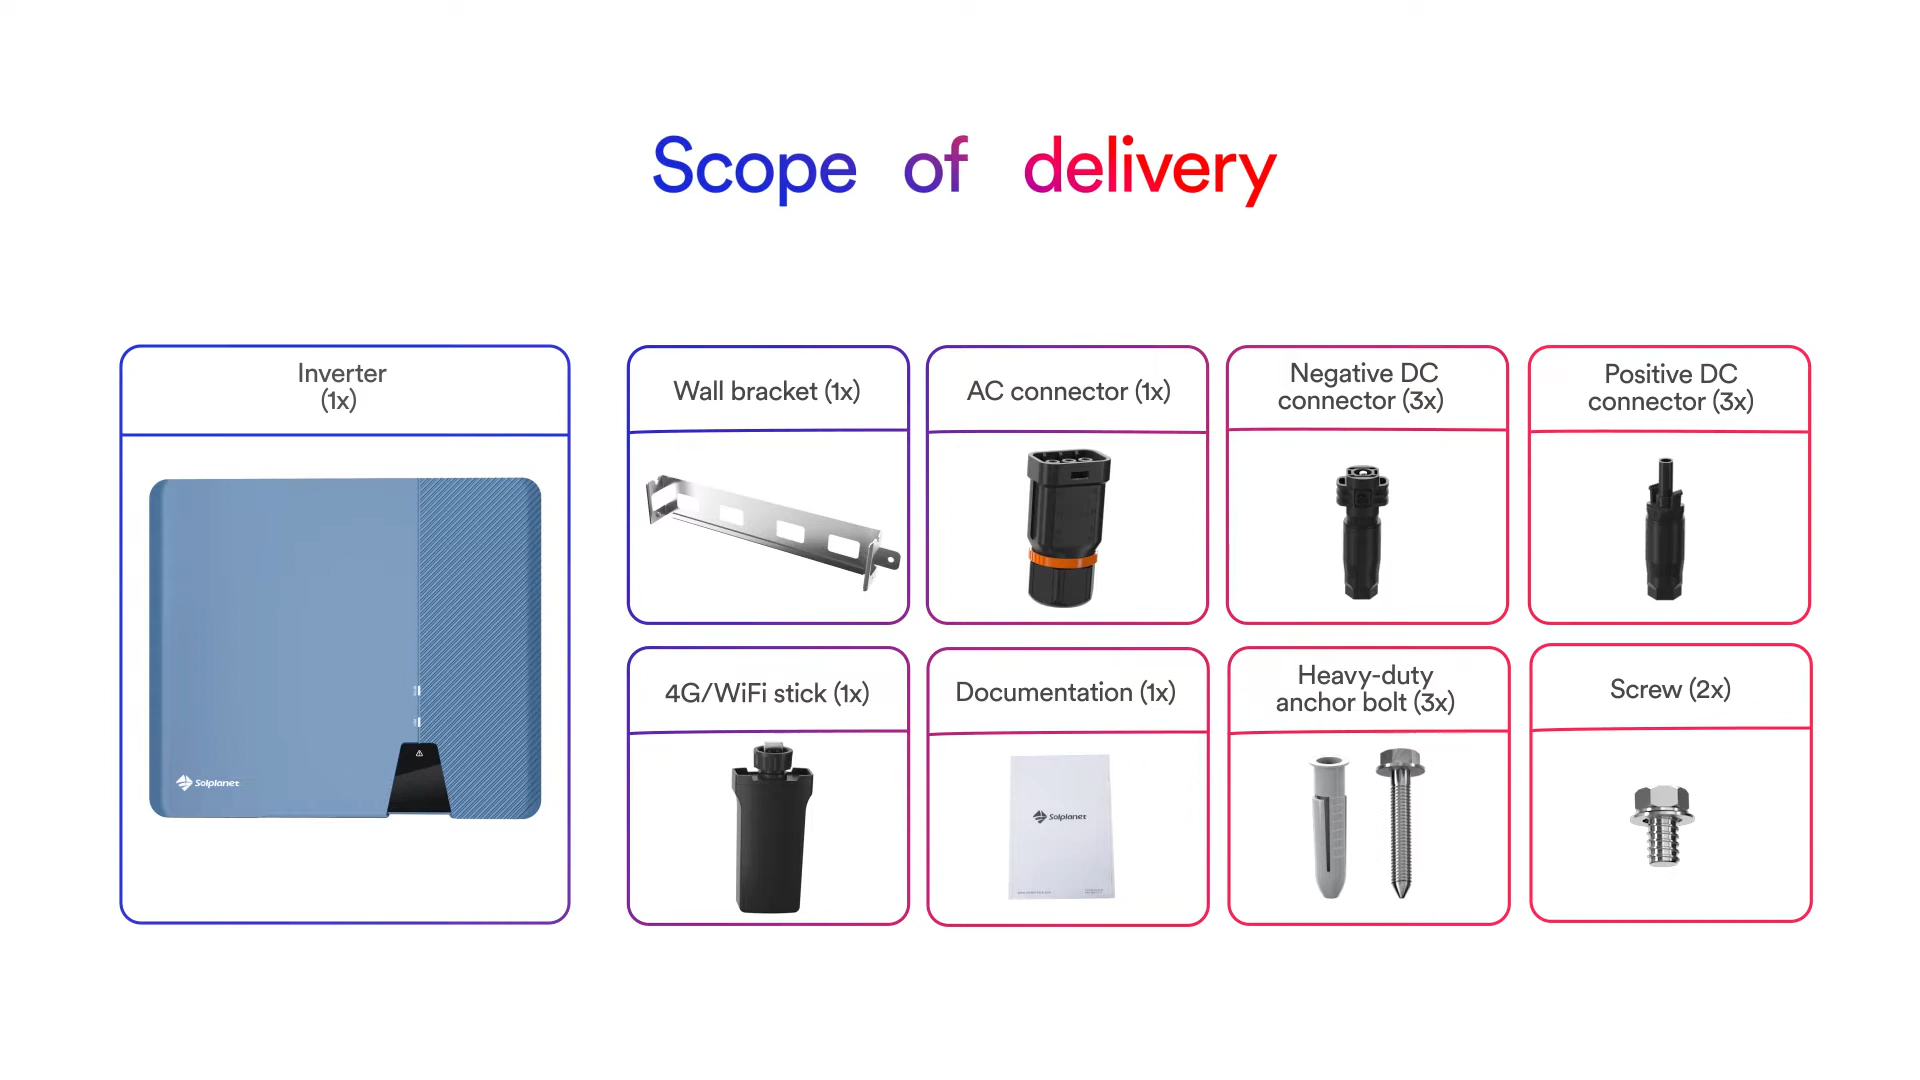 Scope of delivery
Inverter
(1x)
Wall bracket (1x)
AC connector (1x)
Negative DC
connector (3x)
Positive DC
connector (3x)
Solplanet
4G/WiFi stick (1x)
Documentation (1x)
Heavy-duty
anchor bolt (3x)
Screw (2x)
Solplanet